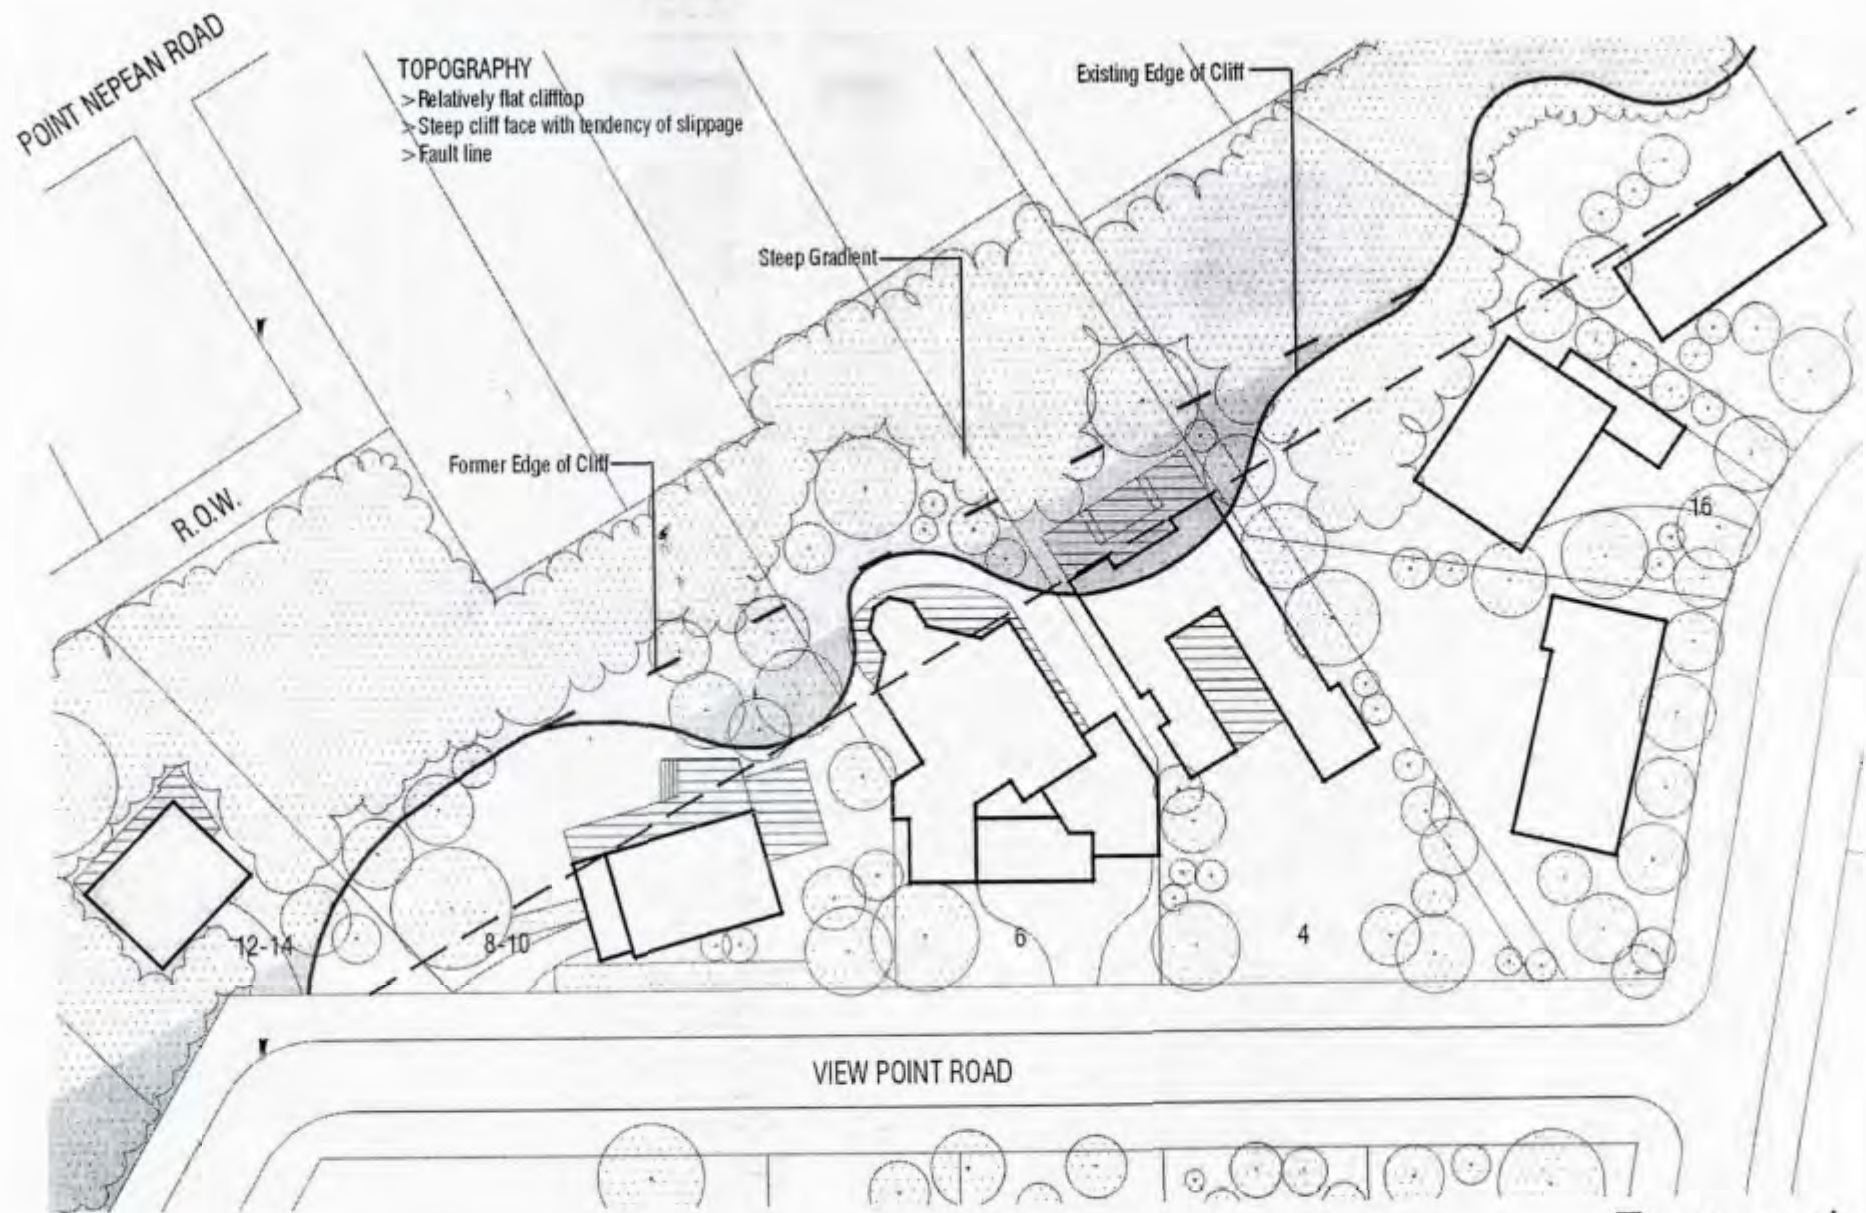 POINT NEPEAN ROAD
TOPOGRAPHY
>Relatively flat clifftop
>Steep cliff face with tendency of slippage
>Fault line
Existing Edge of Cliff
Steep Gradient
Former Edge of Cliff
R.O.W.
16
12-14
8-10
6
4
VIEW POINT ROAD